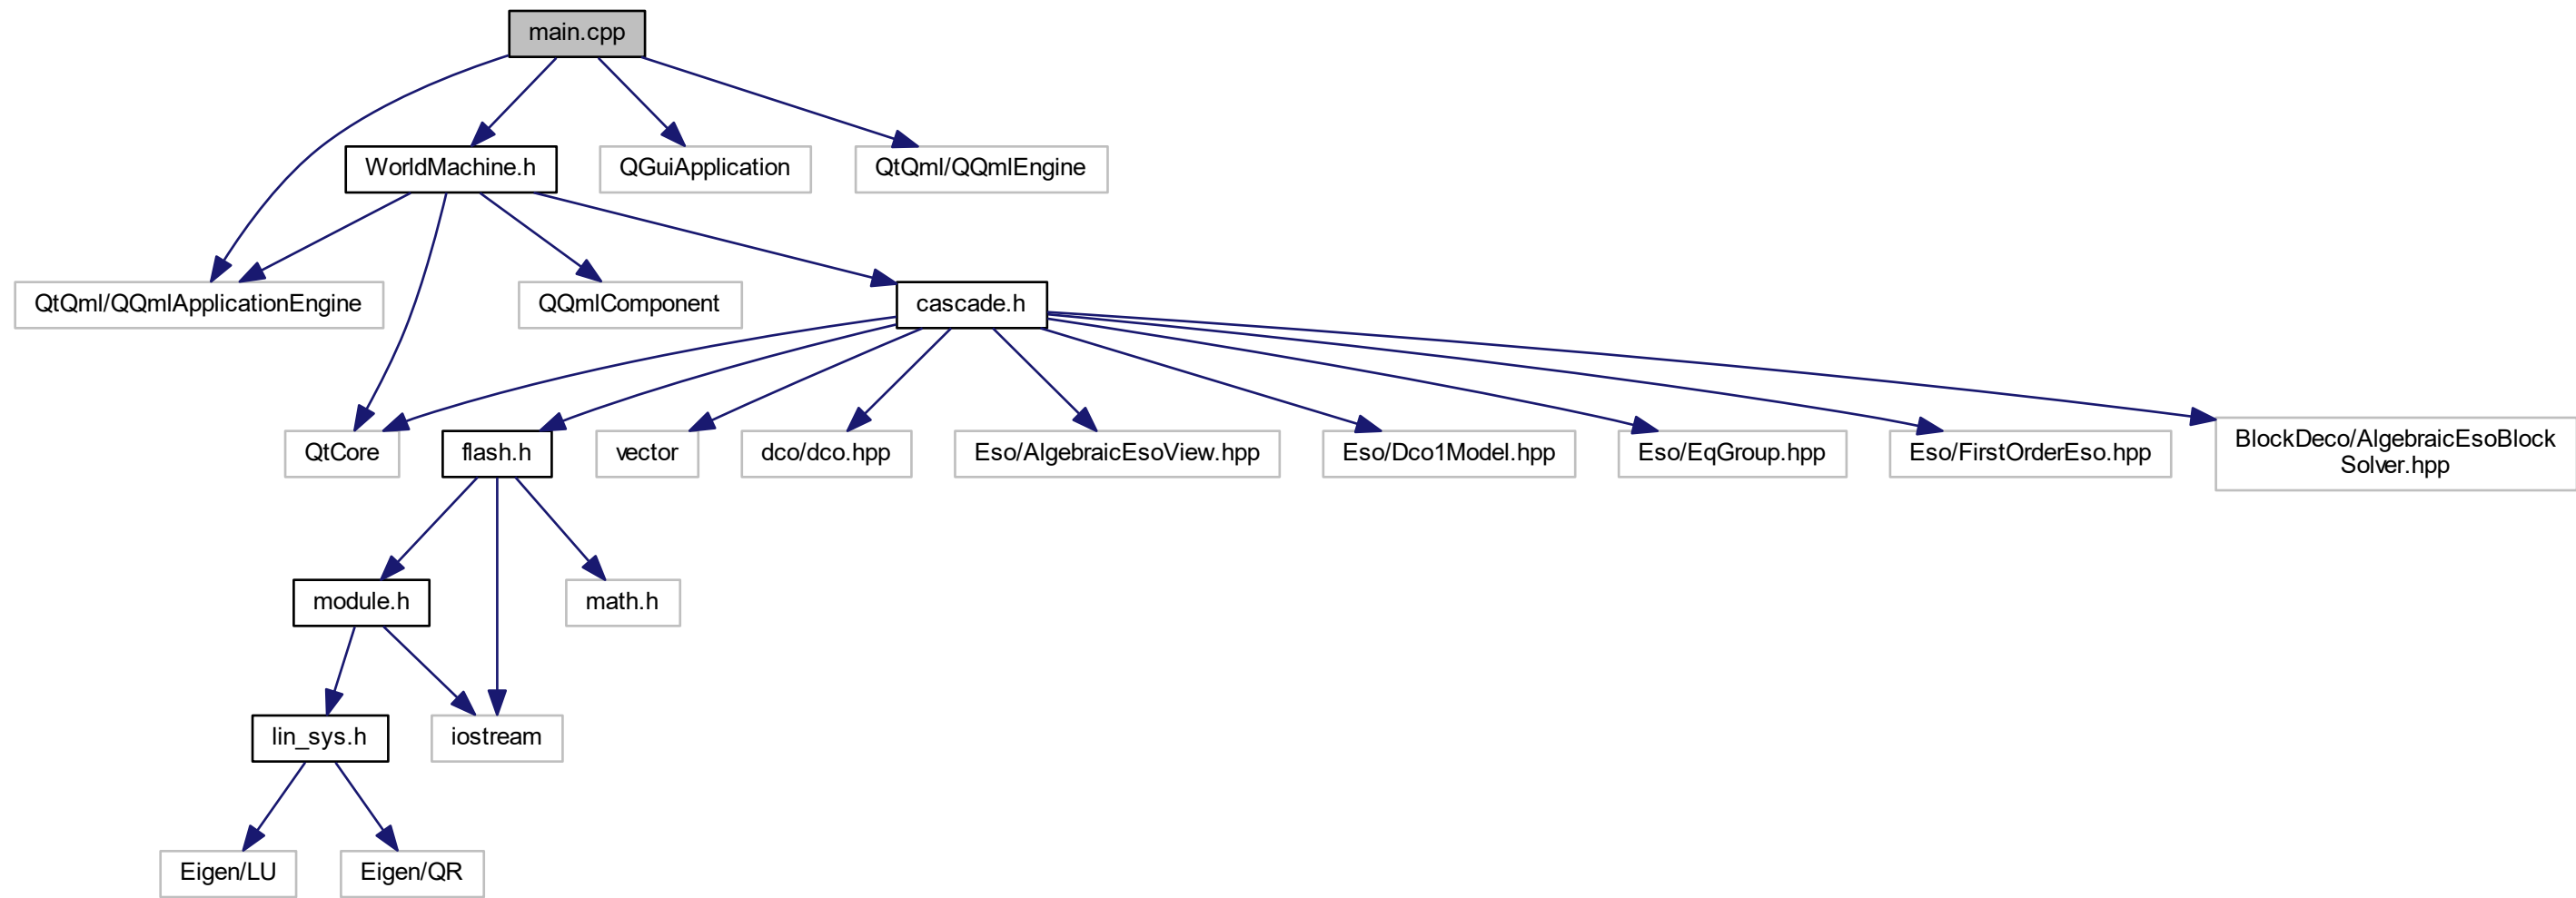 main.cpp
WorldMachine.h
QGuiApplication
QtQml/QQmlEngine
QtQml/QQmlApplicationEngine
QQmlComponent
cascade.h
QtCore
flash.h
vector
dco/dco.hpp
Eso/AlgebraicEsoView.hpp
Eso/Dco1Model.hpp
Eso/EqGroup.hpp
Eso/FirstOrderEso.hpp
BlockDeco/AlgebraicEsoBlock
Solver.hpp
module.h
math.h
lin_sys.h
iostream
Eigen/LU
Eigen/QR